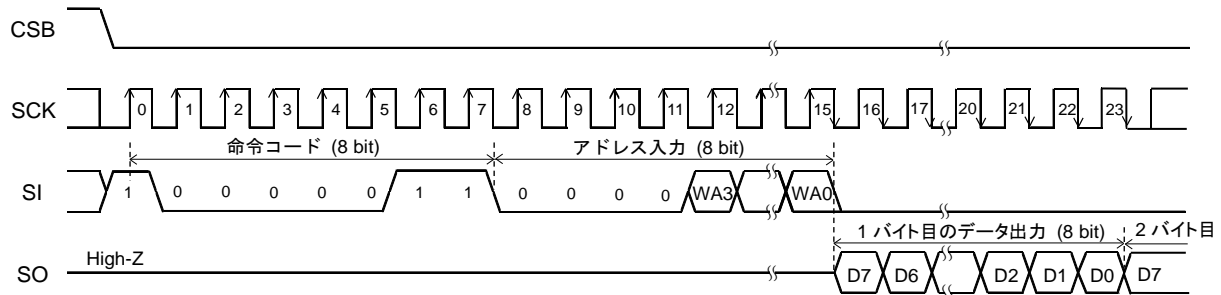 CSB
SCK 0 1 2 3 4 5 6 7 8 9 10 11 12 15 16 17 20 21 22 23
命令コード (8 bit) アドレス入力 (8 bit)
SI 1 0 0 0 0 0 1 1 0 0 0 0 WA3 WA0
1 バイト目のデータ出力 (8 bit) 2 バイト目
High-Z
SO D7 D6 D2 D1 D0 D7